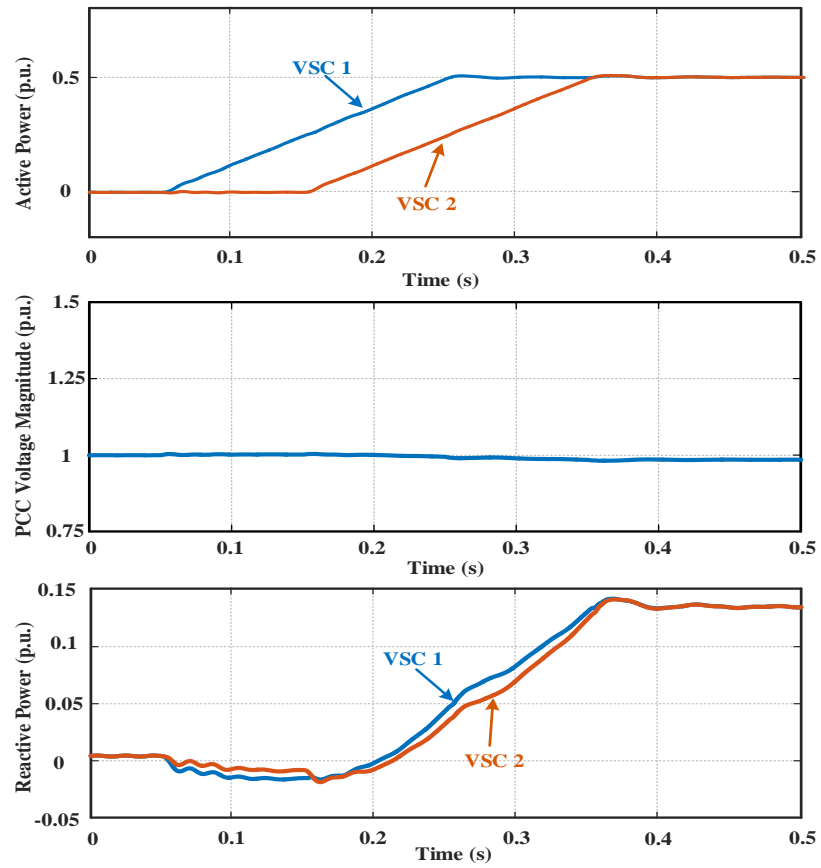 Active Power (p.u.)
0.5
0
VSC 1
VSC 2
0 0.1 0.2 0.3 0.4 0.5
Time (s)
PCC Voltage Magnitude (p.u.)
1.5
1.25
1
0.75
0 0.1 0.2 0.3 0.4 0.5
Time (s)
Reactive Power (p.u.)
0.15
0.1
0.05
0
-0.05
VSC 1
VSC 2
0 0.1 0.2 0.3 0.4 0.5
Time (s)